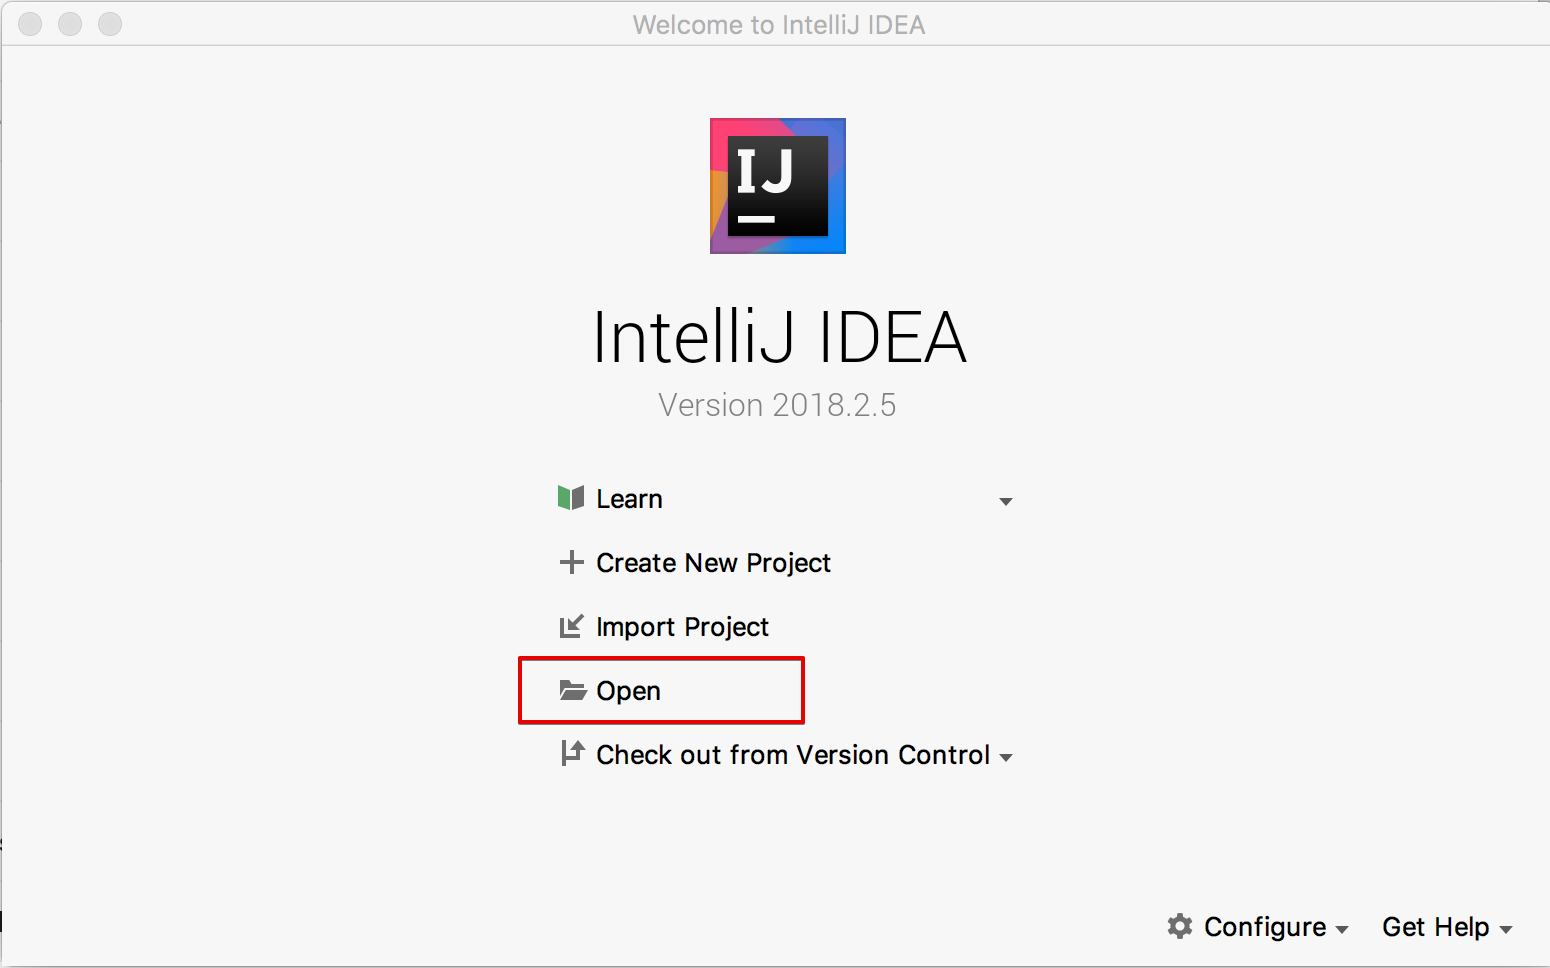 Welcome to IntelliJ IDEA
IJ
IntelliJ IDEA
Version 2018.2.5
Learn
Create New Project
Import Project
Open
Check out from Version Control
Configure
Get Help